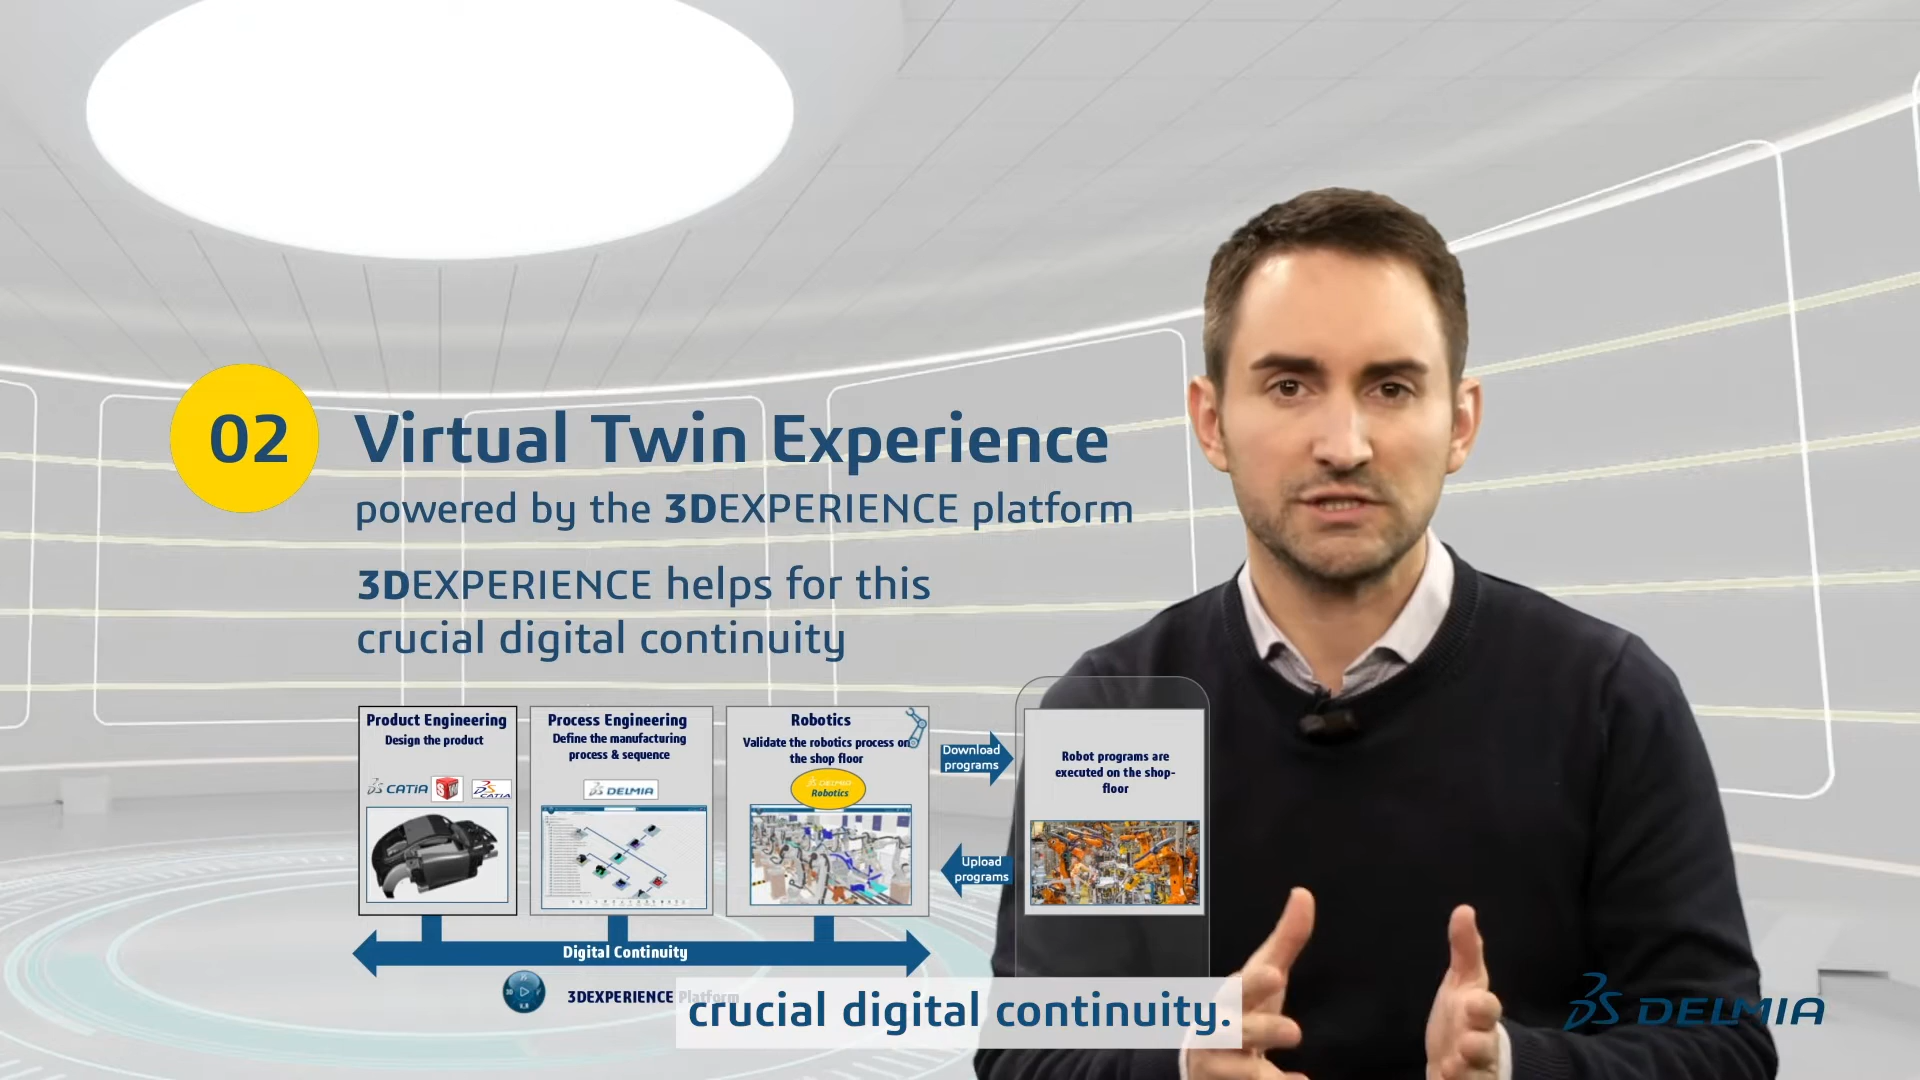 02
Virtual Twin Experience
powered by the 3DEXPERIENCE platform
3DEXPERIENCE helps for this
crucial digital continuity
Product Engineering
Design the product
CATIA
CATIA
Process Engineering
Define the manufacturing
process & sequence
DELMIA
Robotics
Validate the robotics process on
the shop floor
DELMIA
Robotics
Download
programs
Upload
programs
Robot programs are
executed on the shop-
floor
Digital Continuity
3DEXPERIENCE Platform
crucial digital continuity.
DELMIA